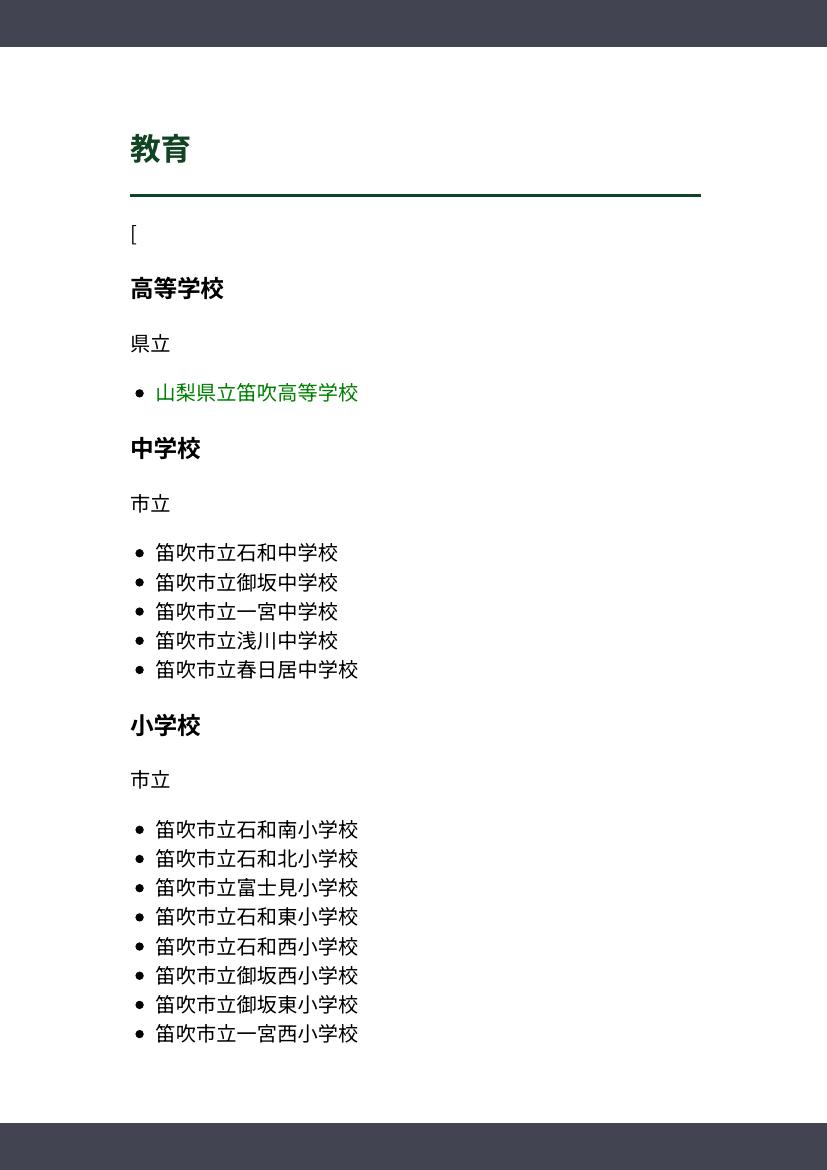 教育
[
高等学校
県立
• 山梨県立笛吹高等学校
中学校
市立
• 笛吹市立石和中学校
• 笛吹市立御坂中学校
• 笛吹市立一宮中学校
• 笛吹市立浅川中学校
• 笛吹市立春日居中学校
小学校
市立
• 笛吹市立石和南小学校
• 笛吹市立石和北小学校
• 笛吹市立富士見小学校
• 笛吹市立石和東小学校
• 笛吹市立石和西小学校
• 笛吹市立御坂西小学校
• 笛吹市立御坂東小学校
• 笛吹市立一宮西小学校